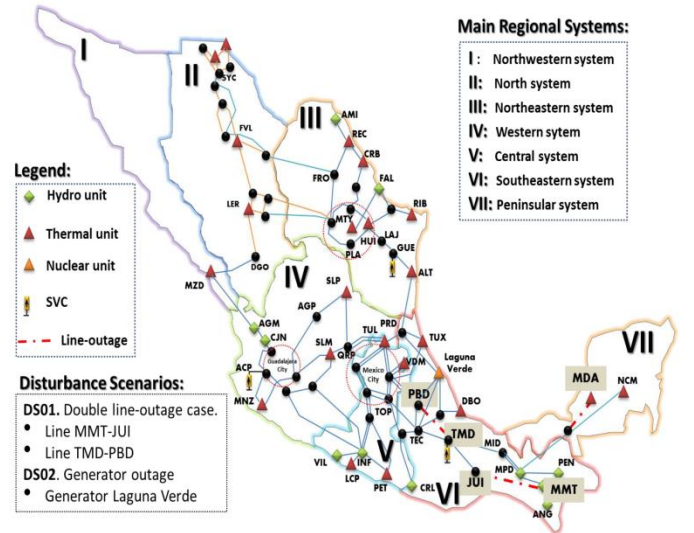 Main Regional Systems:
I : Northwestern system
II: North system
III: Northeastern system
IV: Western sytem
V: Central system
VI: Southeastern system
VII: Peninsular system
Legend:
Hydro unit
Thermal unit
Nuclear unit
SVC
Line-outage
Disturbance Scenarios:
DS01. Double line-outage case.
Line MMT-JUI
Line TMD-PBD
DS02. Generator outage
Generator Laguna Verde
I
II
SYC
FVL
LER
DGO
MZD
III
AMI
REC
CRB
FRO
FAL
MTY
RIB
HUI
LAJ
PLA
GUE
ALT
IV
SLP
AGP
AGM
CJN
SLM
QRP
TUL
PRD
TUX
ACP
Guadalajara
City
MNZ
Mexico
City
VDM
Laguna
Verde
PBD
DBO
TOP
TEC
TMD
V
VIL
INF
LCP
PET
CRL
VI
JUI
MID
MPD
PEN
MMT
ANG
VII
MDA
NCM